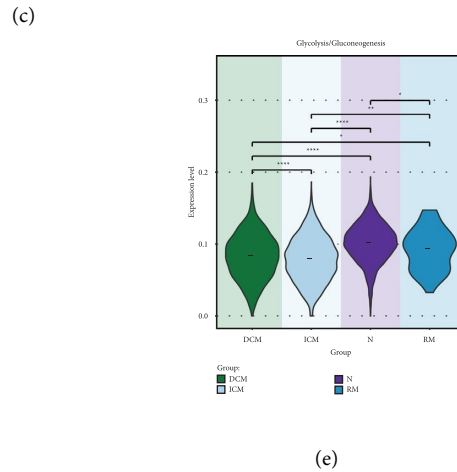 (c)
Glycolysis/Gluconeogenesis
*
**
****
*
****
****
0.3
0.2
0.1
0.0
Expression level
DCM ICM N RM
Group
Group:
DCM N
ICM RM
(e)